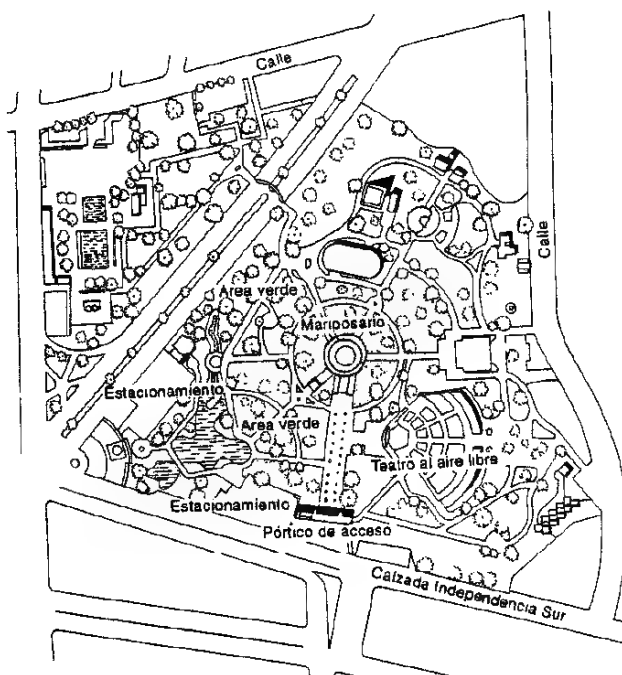 Calle
Calle
Area verde
Mariposario
Estacionamiento
Area verde
Teatro al aire libre
Estacionamiento
Pórtico de acceso
Calzada Independencia Sur